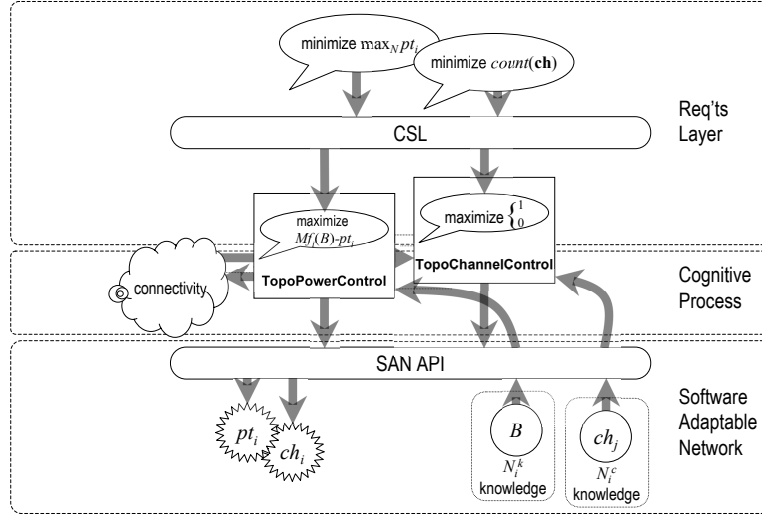 minimize max_N pt_i
minimize count(ch)
Req'ts
Layer
CSL
maximize
Mf_i(B)-pt_i
TopoPowerControl
maximize { 1
0
TopoChannelControl
connectivity
Cognitive
Process
SAN API
pt_i
ch_i
B
N_i^k
knowledge
ch_j
N_i^c
knowledge
Software
Adaptable
Network